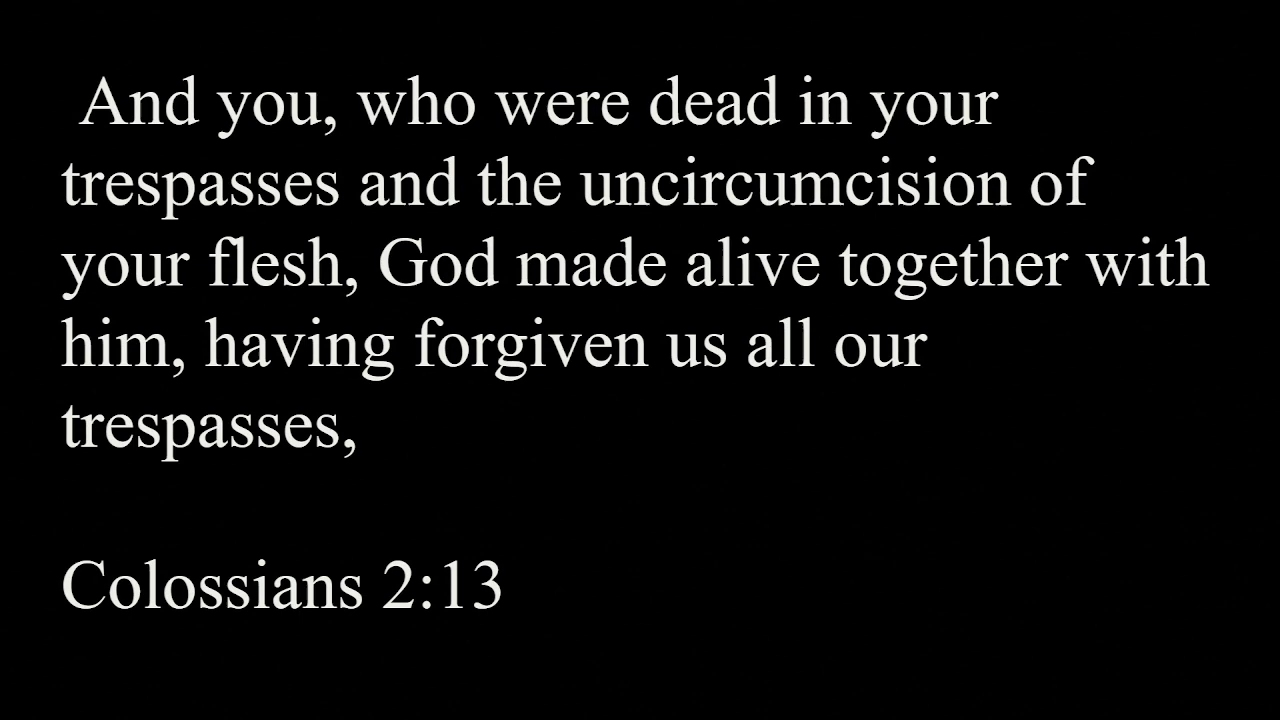 And you, who were dead in your
trespasses and the uncircumcision of
your flesh, God made alive together with
him, having forgiven us all our
trespasses,
Colossians 2:13